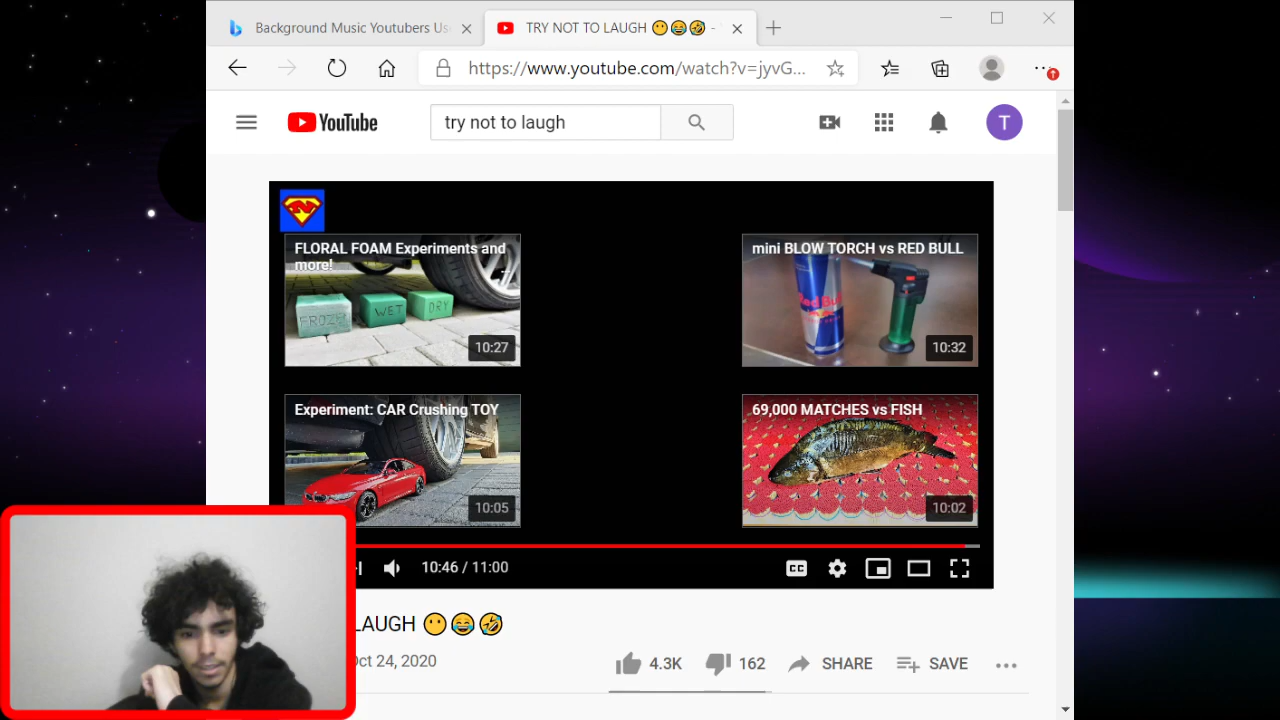 Background Music Youtubers Us
TRY NOT TO LAUGH 😶😂🤣 -
https://www.youtube.com/watch?v=jyvG...
YouTube
try not to laugh
T
N
FLORAL FOAM Experiments and
more!
FROZE
WET
DRY
10:27
mini BLOW TORCH vs RED BULL
Red Bull
10:32
Experiment: CAR Crushing TOY
10:05
69,000 MATCHES vs FISH
10:02
10:46 / 11:00
CC
LAUGH 😶😂🤣
Oct 24, 2020
4.3K
162
SHARE
SAVE